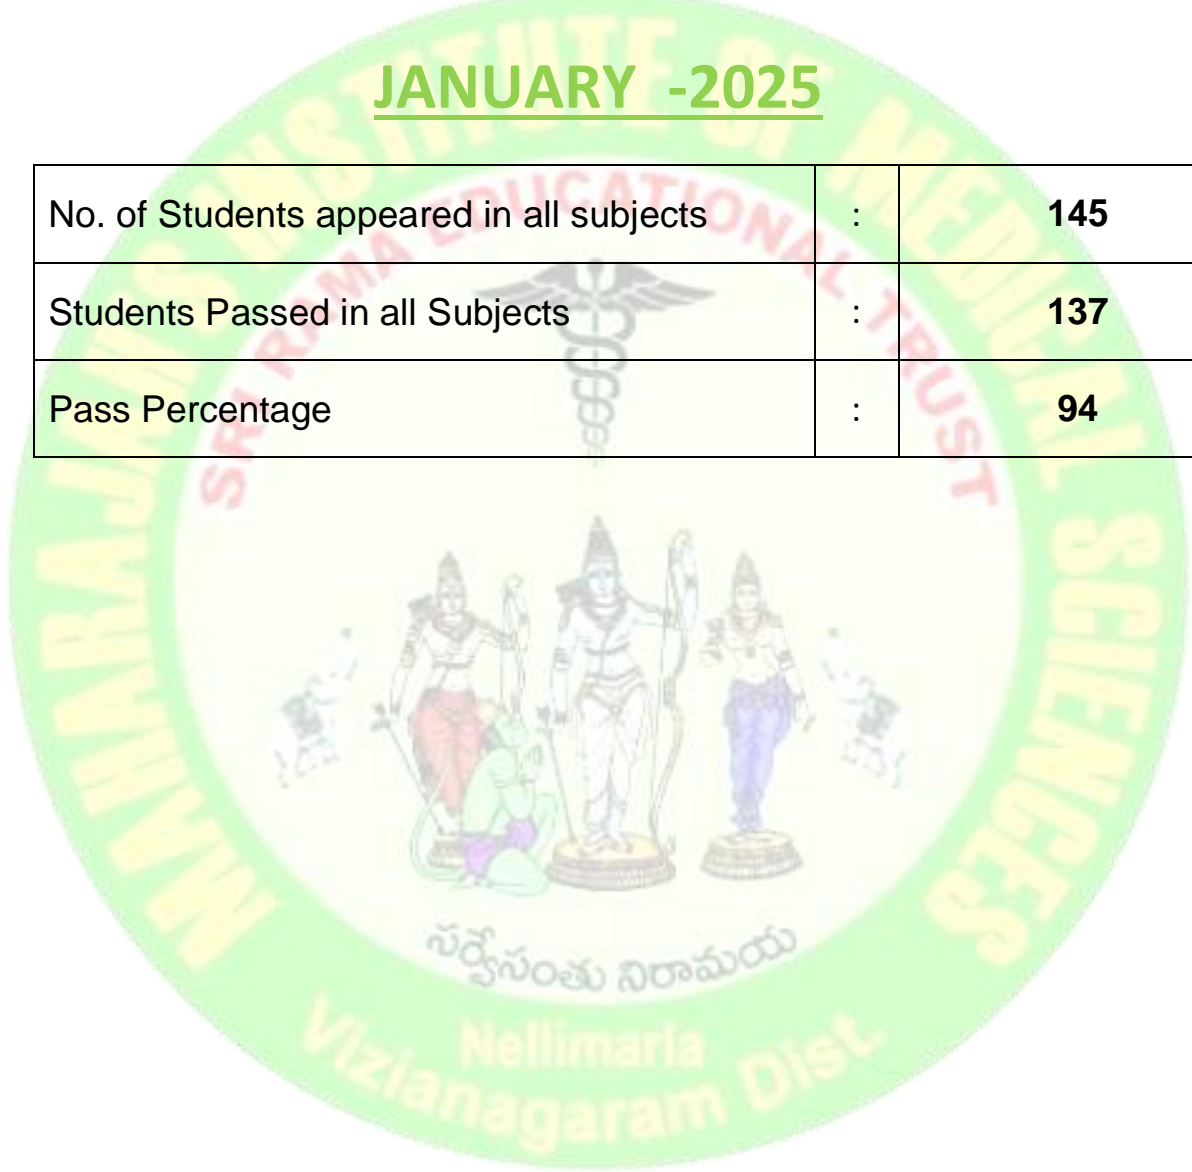 JANUARY -2025
No. of Students appeared in all subjects : 145
Students Passed in all Subjects : 137
Pass Percentage : 94
MAHARAJAH'S INSTITUTE OF MEDICAL SCIENCES
SRI RAMA EDUCATIONAL TRUST
సర్వేసంతు నిరామయ
Nellimarla
Vizianagaram Dist.